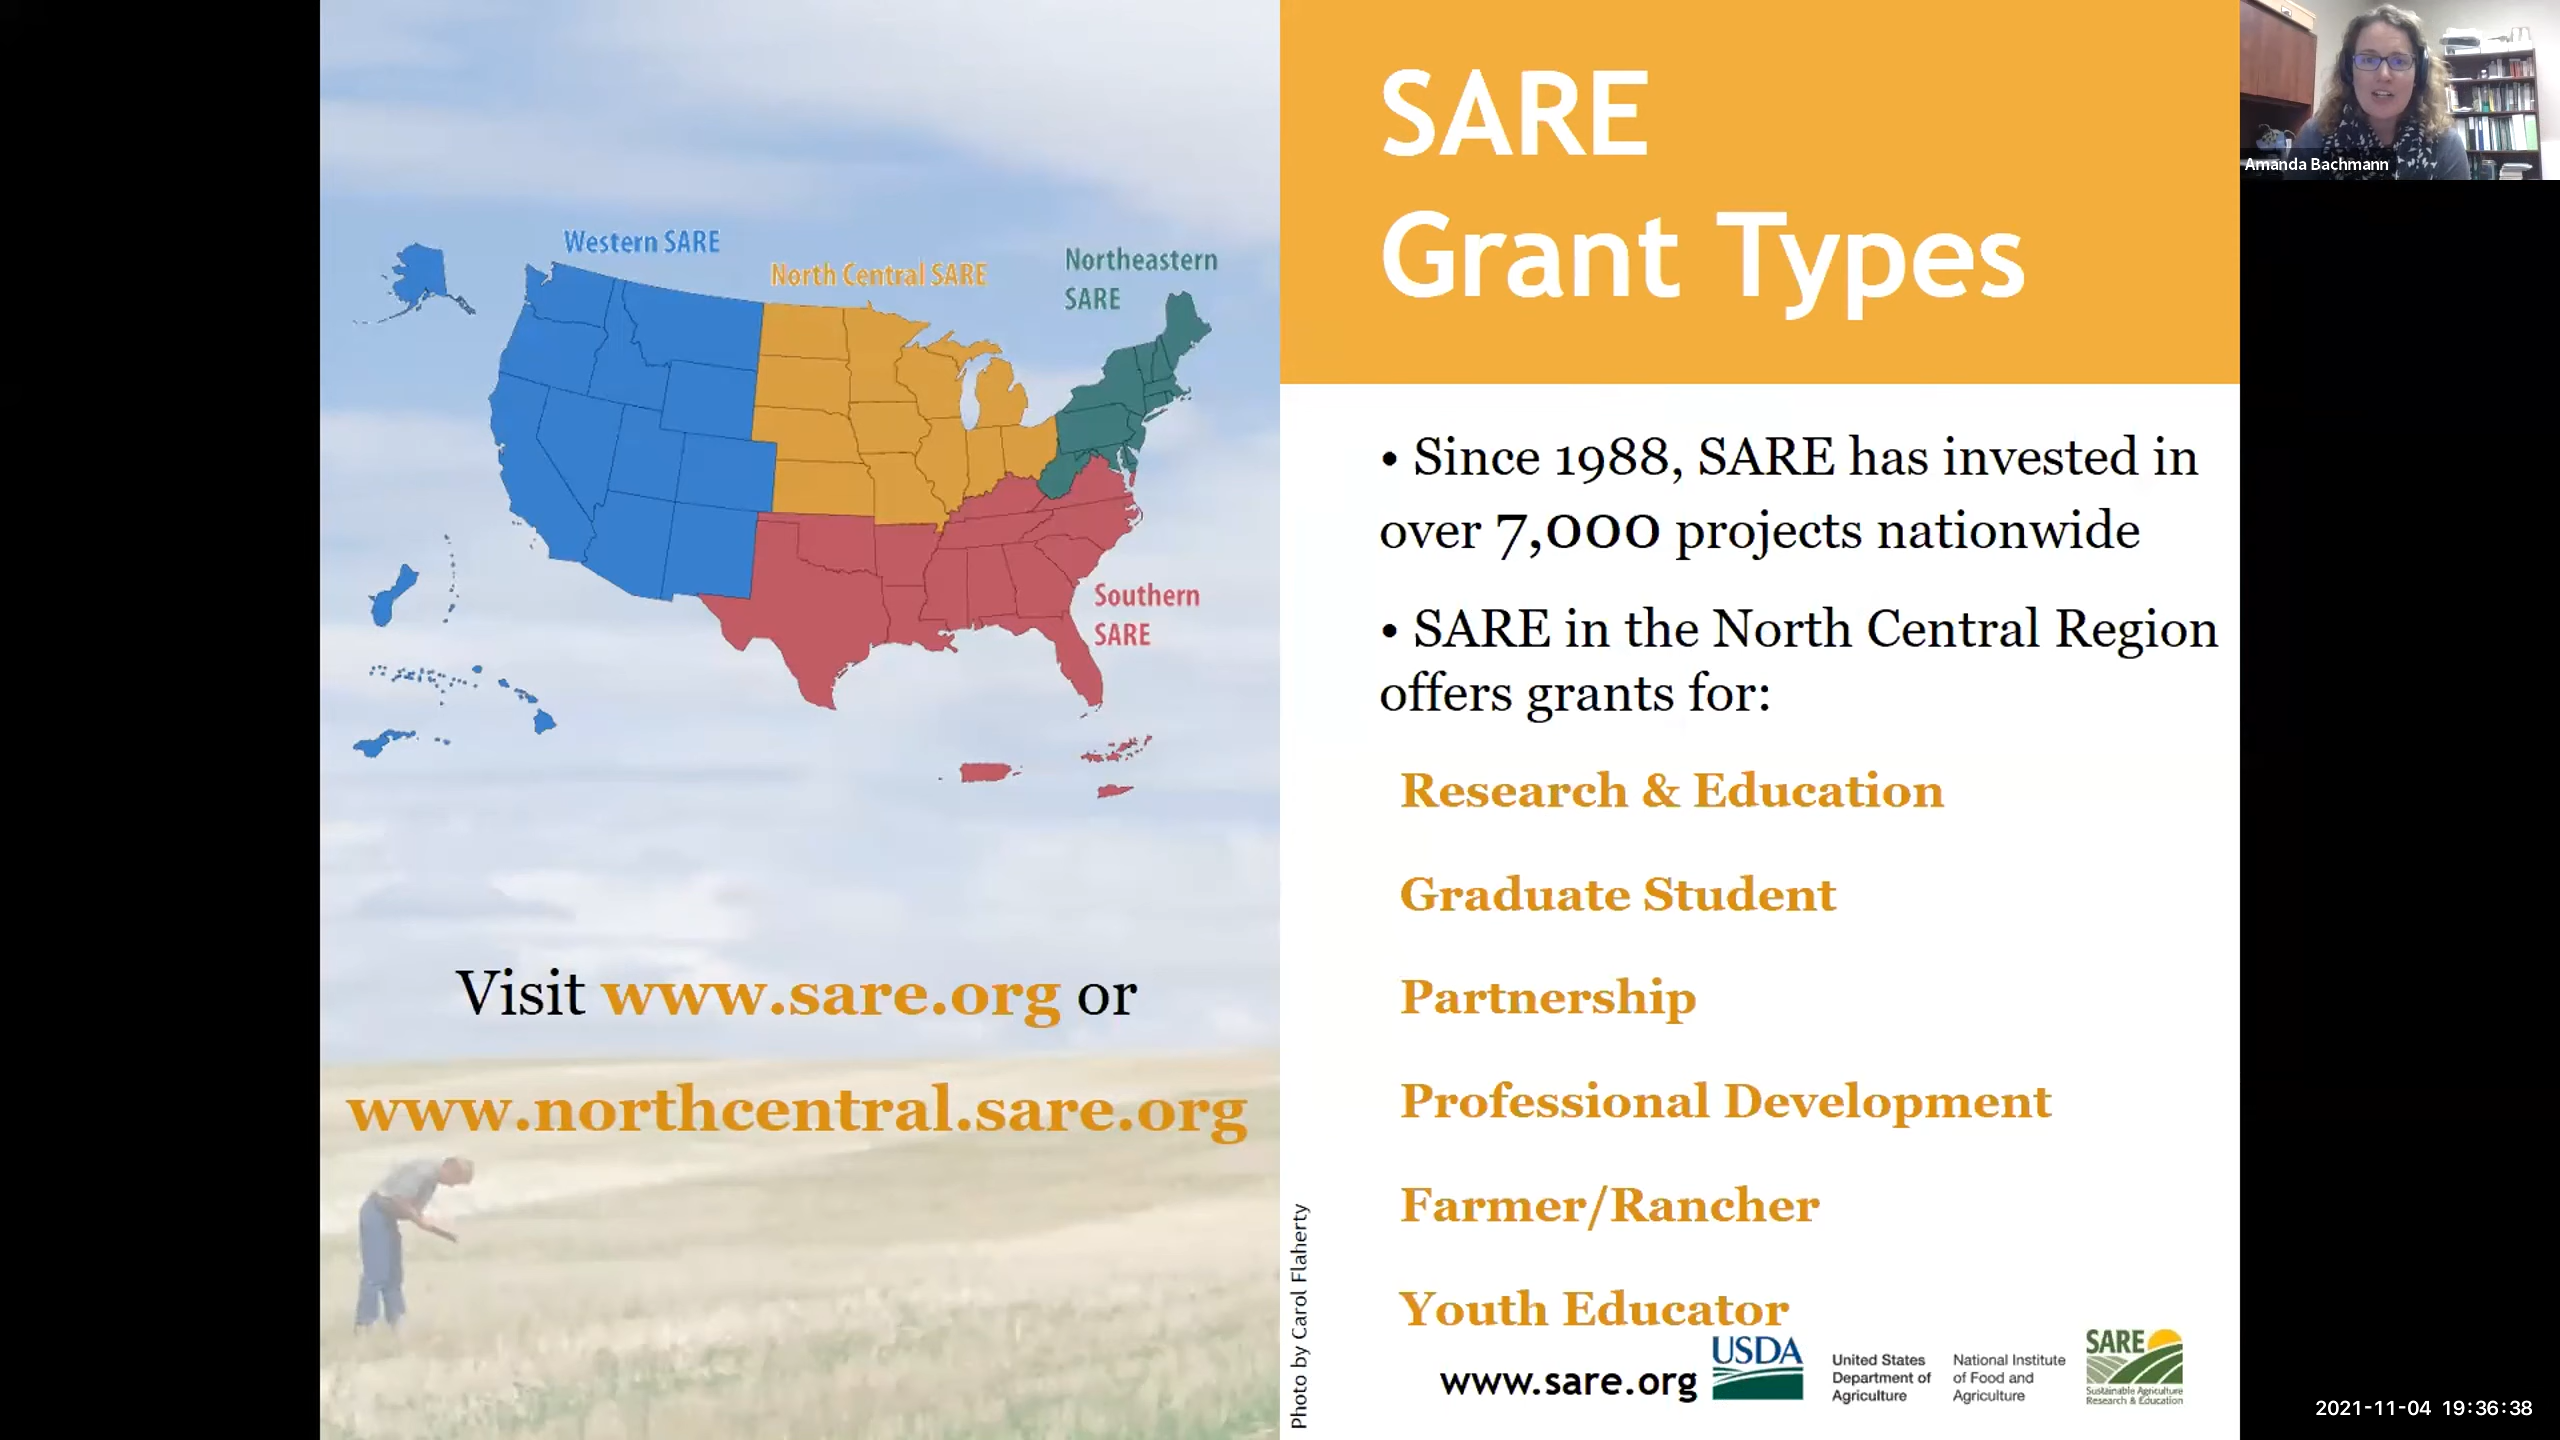 Western SARE
North Central SARE
Northeastern
SARE
Southern
SARE
Visit www.sare.org or
www.northcentral.sare.org
SARE
Grant Types
• Since 1988, SARE has invested in
over 7,000 projects nationwide
• SARE in the North Central Region
offers grants for:
Research & Education
Graduate Student
Partnership
Professional Development
Farmer/Rancher
Youth Educator
Photo by Carol Flaherty
www.sare.org
USDA
United States
Department of
Agriculture
National Institute
of Food and
Agriculture
SARE
Sustainable Agriculture
Research & Education
Amanda Bachmann
2021-11-04 19:36:38